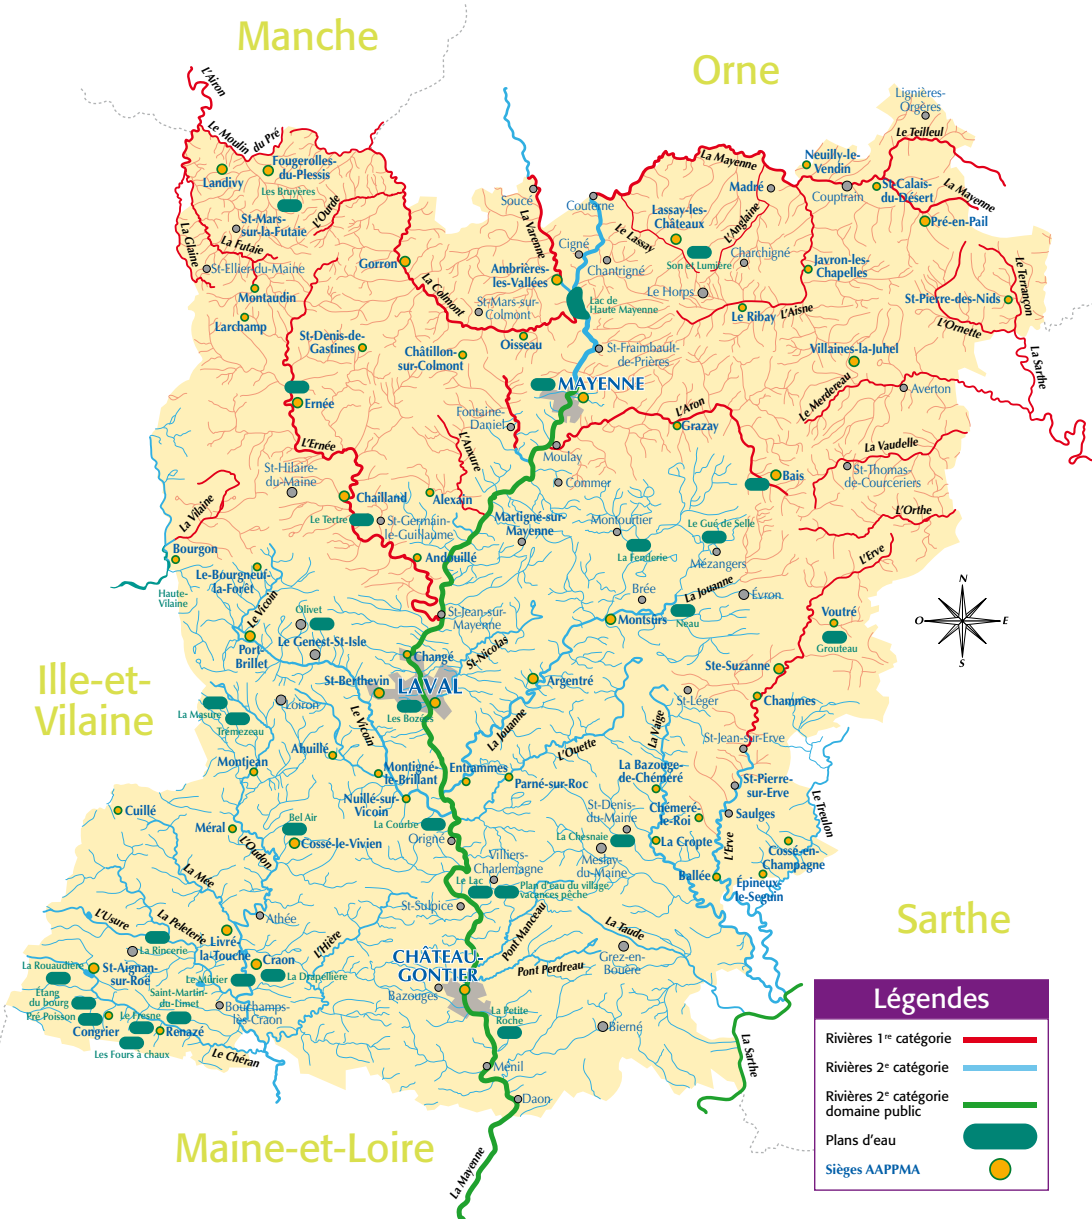 Manche
Orne
L'Airon
Le Moulin du Pré
Lignières-
Orgères
Le Teilleul
Landivy
Fougerolles-
du-Plessis
Les Bruyères
La Mayenne
Neuilly-le-
Vendin
Madré
Couptrain
St-Calais-
du-Désert
La Mayenne
Pré-en-Pail
Soucé
Couterne
La Varenne
L'Ourde
St-Mars-
sur-la-Futaie
La Futaie
La Glaine
St-Ellier-du-Maine
Lassay-les-
Châteaux
L'Anglaine
Le Lassay
Son et Lumière
Charchigné
Cigné
Chantrigné
Javron-les-
Chapelles
Gorron
Ambrières-
les-Vallées
Le Terrançon
Montaudin
La Colmont
St-Mars-sur-
Colmont
Lac de
Haute Mayenne
Le Horps
Le Ribay
L'Aisne
St-Pierre-des-Nids
L'Ornette
Larchamp
St-Denis-de-
Gastines
Châtillon-
sur-Colmont
Oisseau
St-Fraimbault-
de-Prières
Villaines-la-Juhel
La Sarthe
MAYENNE
Le Merdereau
Averton
Ernée
Fontaine-
Daniel
L'Aron
Grazay
L'Ernée
L'Anxure
Moulay
La Vaudelle
St-Hilaire-
du-Maine
Commer
Bais
St-Thomas-
de-Courceriers
La Vilaine
Chailland
Alexain
Le Tertre
St-Germain-
le-Guillaume
Martigné-sur-
Mayenne
Montourtier
Le Gué de Selle
L'Orthe
Bourgon
Andouillé
La Fenderie
Mézangers
L'Erve
Le-Bourgneuf-
la-Forêt
Haute-
Vilaine
Le Vicoin
Olivet
Brée
La Jouanne
Évron
Neau
Montsûrs
Voutré
Grouteau
St-Jean-sur-
Mayenne
Le Genest-St-Isle
Port-
Brillet
Changé
St-Nicolas
Ste-Suzanne
Ille-et-
Vilaine
St-Berthevin
LAVAL
Argentré
St-Léger
Chammes
Loiron
Les Bozées
La Masure
Trémezeau
Le Vicoin
La Jouanne
La Vaige
St-Jean-sur-Erve
Ahuillé
L'Ouette
Montjean
Montigné-
le-Brillant
Entrammes
Parné-sur-Roc
La Bazouge-
de-Chéméré
St-Pierre-
sur-Erve
Le Treulon
Cuillé
Nuillé-sur-
Vicoin
Bel Air
St-Denis-
du-Maine
Chéméré-
le-Roi
Saulges
Méral
La Courbe
Cossé-le-Vivien
Origné
La Chesnaie
La Cropte
L'Erve
Cossé-en-
Champagne
L'Oudon
Meslay-
du-Maine
La Mée
Villiers-
Charlemagne
Ballée
Épineux-
le-Seguin
Le Lac
Plan d'eau du village
vacances pêche
St-Sulpice
Athée
L'Usure
La Peleterie
Livré-
la-Touche
L'Hière
Pont Manceau
La Taude
Sarthe
La Rincerie
CHÂTEAU-
GONTIER
Grez-en-
Bouère
Pont Perdreau
La Rouaudière
St-Aignan-
sur-Roë
Craon
Le Mûrier
La Drapellière
Bazouges
Étang
du bourg
Saint-Martin-
du-Limet
Bouchamps-
lès-Craon
La Petite
Roche
Pré Poisson
Le Fresne
Congrier
Renazé
Bierné
Les Fours à chaux
Le Chéran
Ménil
La Sarthe
Daon
Maine-et-Loire
La Mayenne
N
O
E
S
Légendes
Rivières 1re catégorie
Rivières 2e catégorie
Rivières 2e catégorie
domaine public
Plans d'eau
Sièges AAPPMA